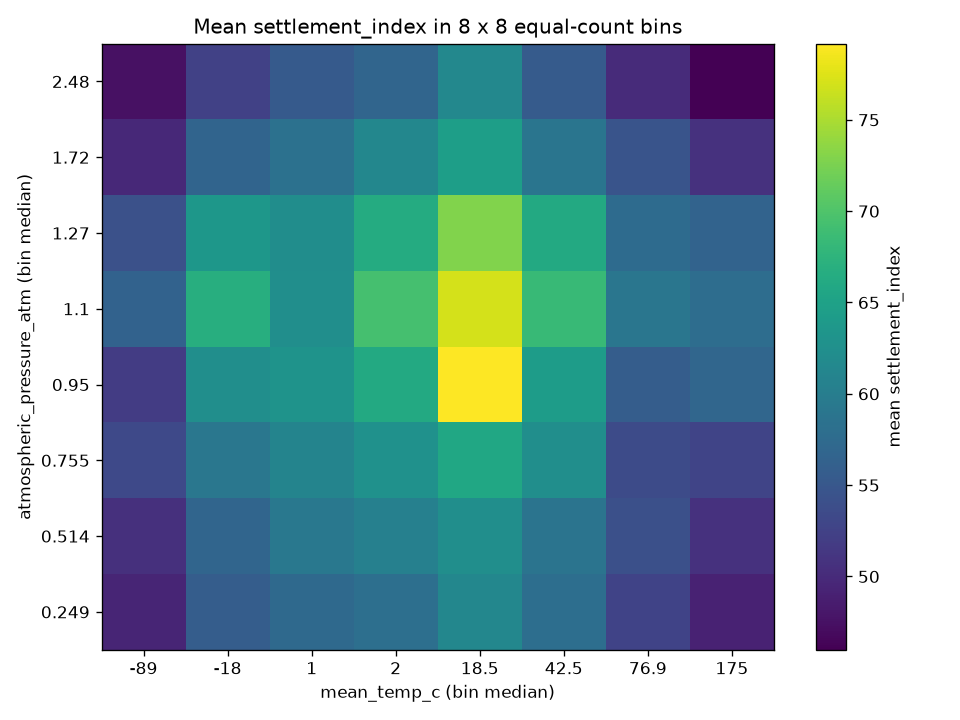 Mean settlement_index in 8 x 8 equal-count bins
atmospheric_pressure_atm (bin median)
2.48
1.72
1.27
1.1
0.95
0.755
0.514
0.249
-89 -18 1 2 18.5 42.5 76.9 175
mean_temp_c (bin median)
75
70
65
60
55
50
mean settlement_index